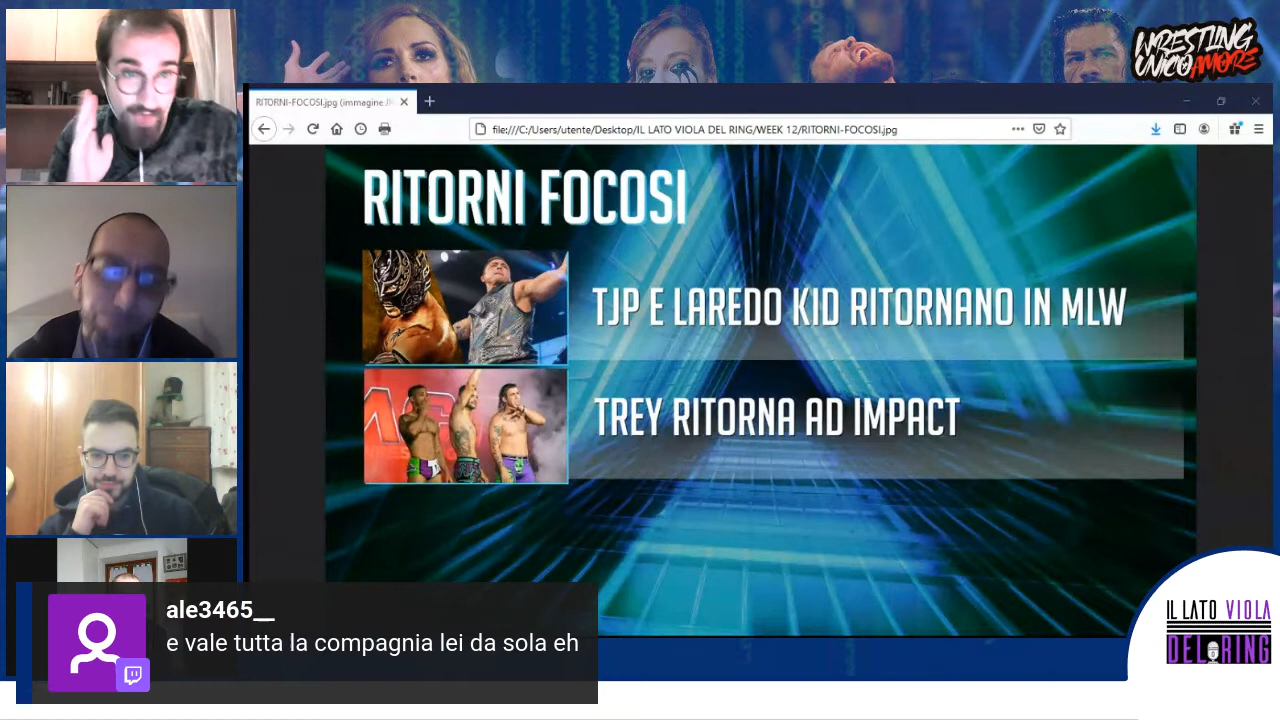 WRESTLING
UNICO AMORE
RITORNI-FOCOSI.jpg (immagine JP
file:///C:/Users/utente/Desktop/IL LATO VIOLA DEL RING/WEEK 12/RITORNI-FOCOSI.jpg
RITORNI FOCOSI
TJP E LAREDO KID RITORNANO IN MLW
TREY RITORNA AD IMPACT
ale3465__
e vale tutta la compagnia lei da sola eh
IL LATO VIOLA
DEL RING